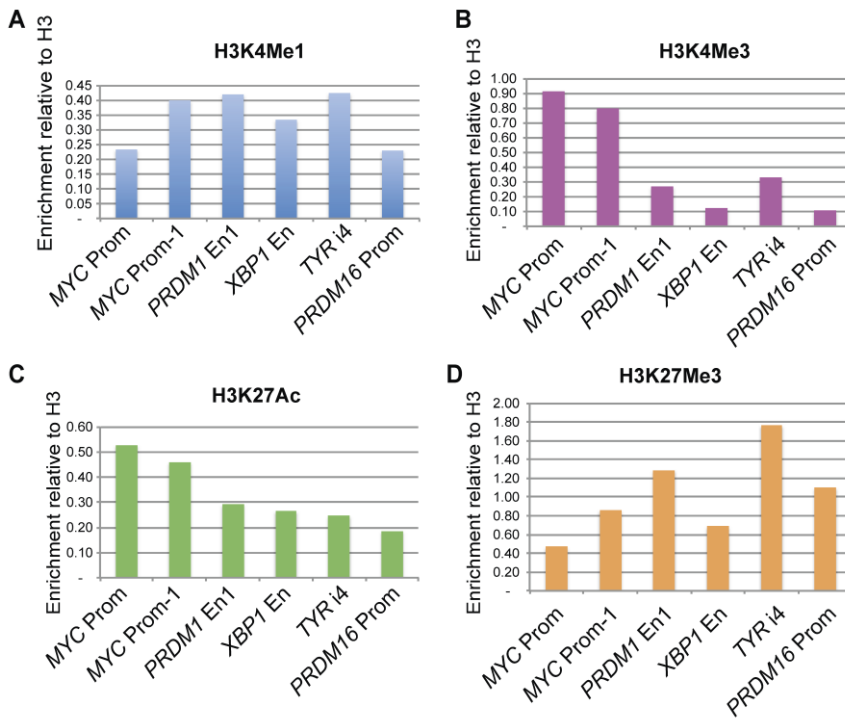 A
H3K4Me1
Enrichment relative to H3
0.45
0.40
0.35
0.30
0.25
0.20
0.15
0.10
0.05
-
MYC Prom
MYC Prom-1
PRDM1 En1
XBP1 En
TYR i4
PRDM16 Prom
B
H3K4Me3
Enrichment relative to H3
1.00
0.90
0.80
0.70
0.60
0.50
0.40
0.30
0.20
0.10
-
MYC Prom
MYC Prom-1
PRDM1 En1
XBP1 En
TYR i4
PRDM16 Prom
C
H3K27Ac
Enrichment relative to H3
0.60
0.50
0.40
0.30
0.20
0.10
-
MYC Prom
MYC Prom-1
PRDM1 En1
XBP1 En
TYR i4
PRDM16 Prom
D
H3K27Me3
Enrichment relative to H3
2.00
1.80
1.60
1.40
1.20
1.00
0.80
0.60
0.40
0.20
-
MYC Prom
MYC Prom-1
PRDM1 En1
XBP1 En
TYR i4
PRDM16 Prom